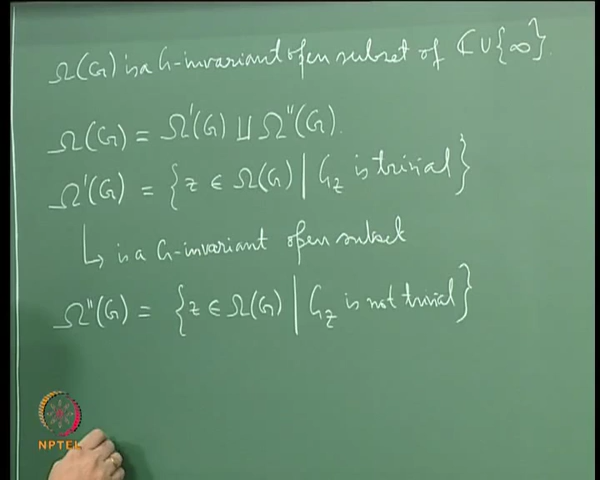 Ω(G) is a G-invariant open subset of ℂ ∪ {∞}.
Ω(G) = Ω'(G) ⊔ Ω''(G).
Ω'(G) = {z ∈ Ω(G) | G_z is trivial}
↳ is a G-invariant open subset
Ω''(G) = {z ∈ Ω(G) | G_z is not trivial}
NPTEL